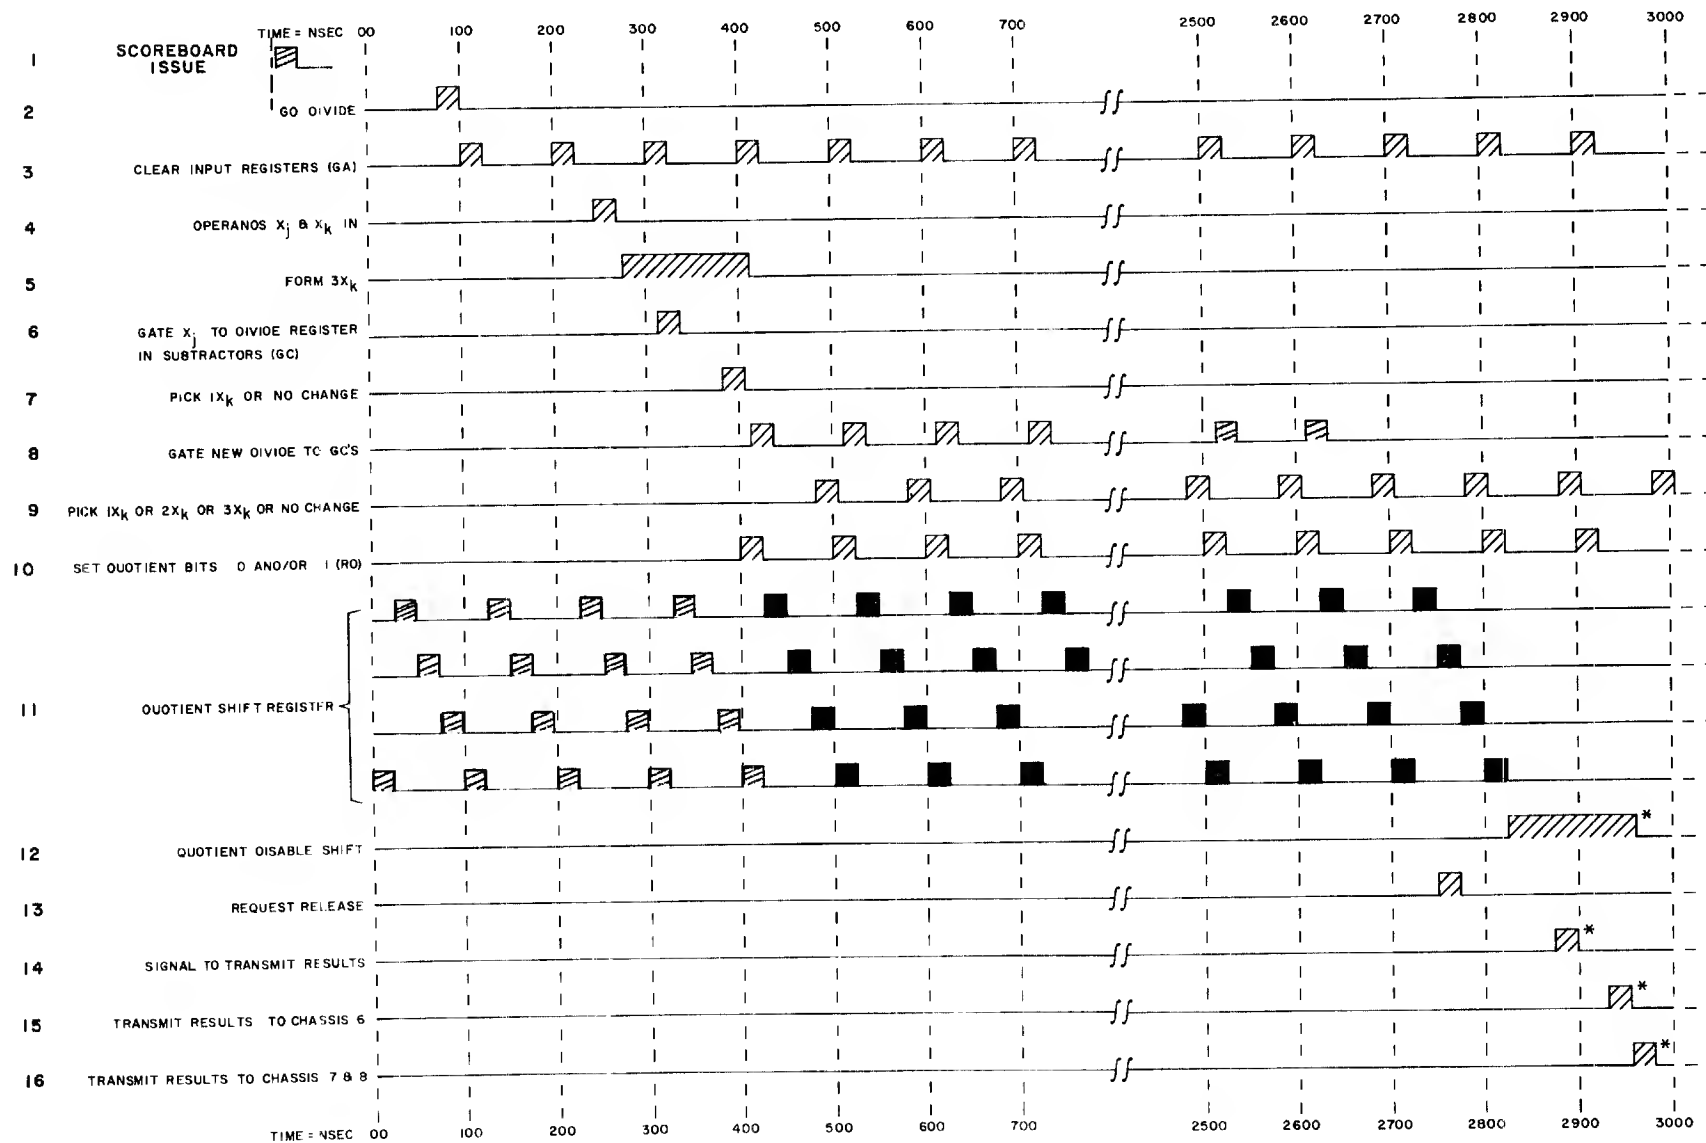 TIME = NSEC 00 100 200 300 400 500 600 700 2500 2600 2700 2800 2900 3000
1 SCOREBOARD
ISSUE
2 GO DIVIDE
3 CLEAR INPUT REGISTERS (GA)
4 OPERANDS Xj & Xk IN
5 FORM 3Xk
6 GATE Xj TO DIVIDE REGISTER
IN SUBTRACTORS (GC)
7 PICK 1Xk OR NO CHANGE
8 GATE NEW DIVIDE TO GC'S
9 PICK 1Xk OR 2Xk OR 3Xk OR NO CHANGE
10 SET QUOTIENT BITS 0 AND/OR 1 (RO)
11 QUOTIENT SHIFT REGISTER
12 QUOTIENT DISABLE SHIFT *
13 REQUEST RELEASE
14 SIGNAL TO TRANSMIT RESULTS *
15 TRANSMIT RESULTS TO CHASSIS 6 *
16 TRANSMIT RESULTS TO CHASSIS 7 & 8 *
TIME = NSEC 00 100 200 300 400 500 600 700 2500 2600 2700 2800 2900 3000